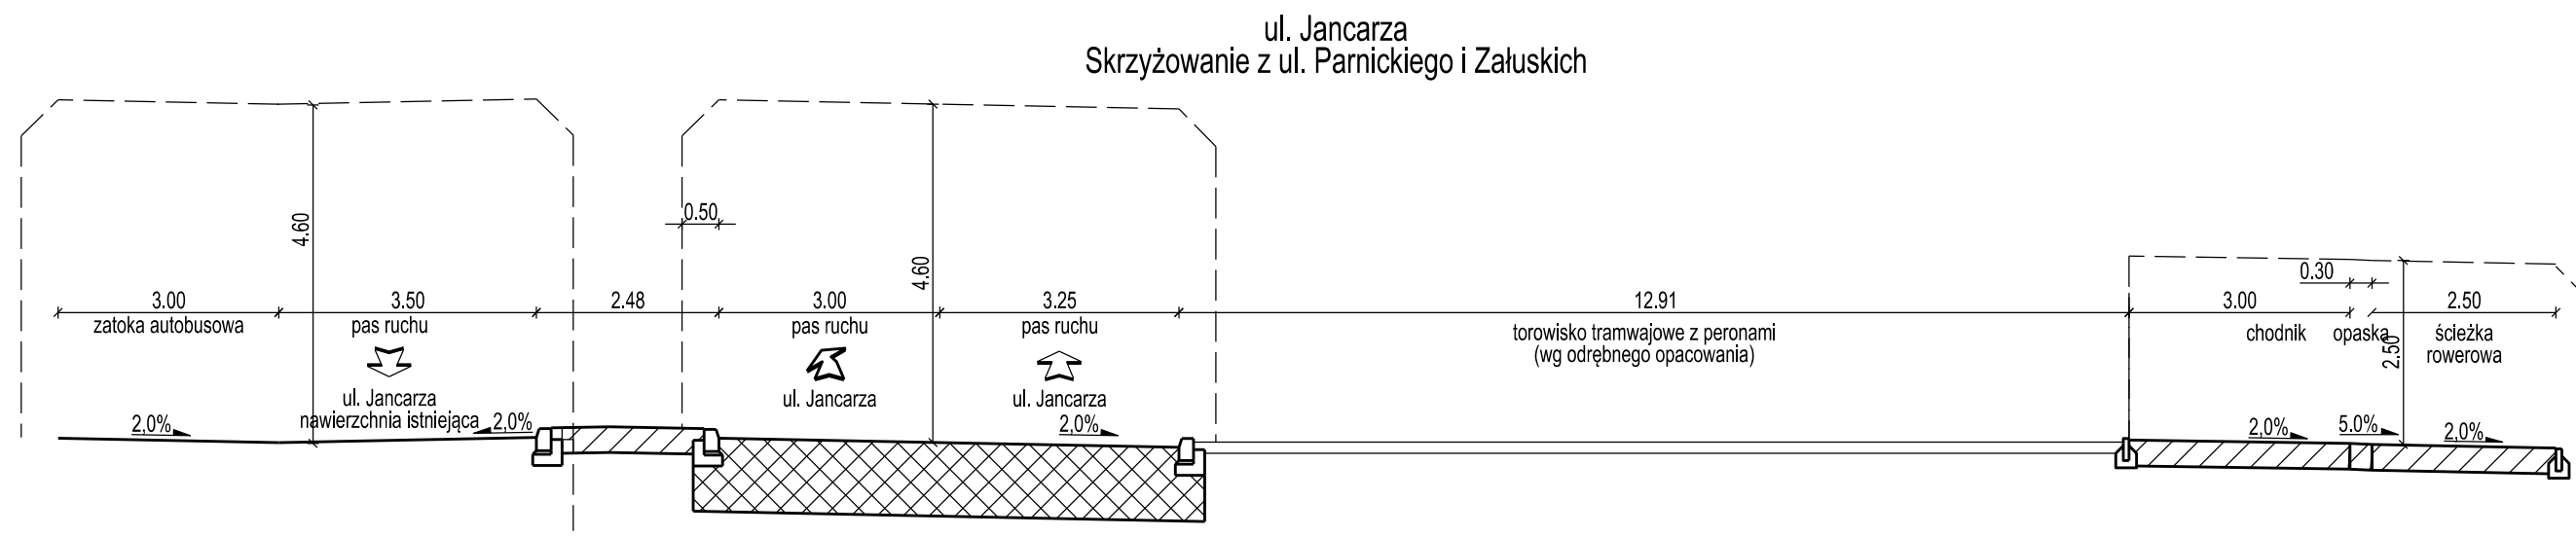 ul. Jancarza
Skrzyżowanie z ul. Parnickiego i Załuskich
4.60
0.50
4.60
0.30
3.00
3.50
2.48
3.00
3.25
12.91
3.00
2.50
zatoka autobusowa
pas ruchu
pas ruchu
pas ruchu
torowisko tramwajowe z peronami
(wg odrębnego opacowania)
chodnik
opaska
ścieżka
rowerowa
2.50
ul. Jancarza
nawierzchnia istniejąca
ul. Jancarza
ul. Jancarza
2,0%
2,0%
2,0%
2,0%
5.0%
2,0%